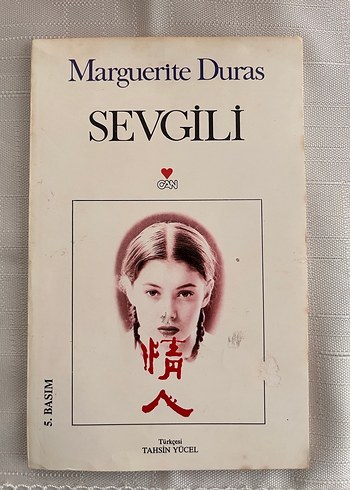 Marguerite Duras
SEVGİLİ
CAN
情
人
5. BASIM
Türkçesi
TAHSİN YÜCEL